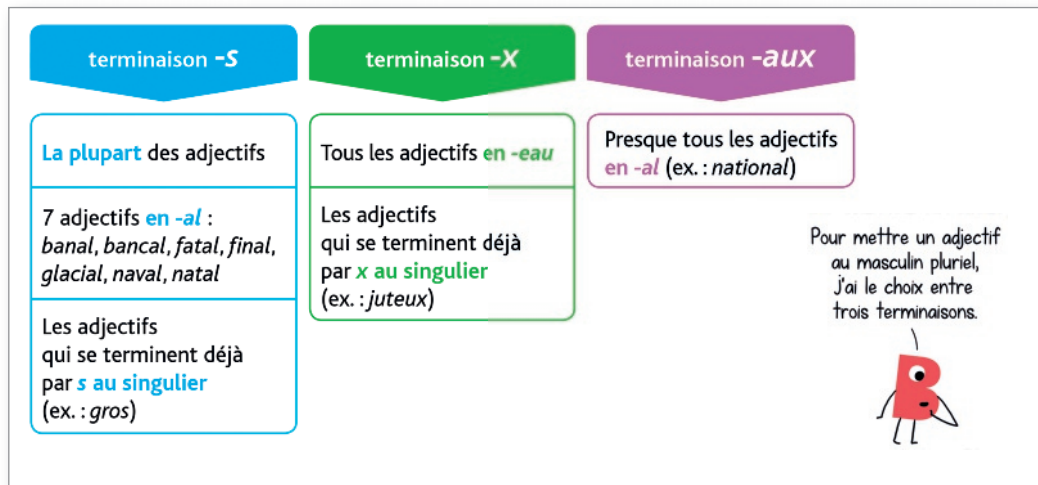 terminaison -s
La plupart des adjectifs
7 adjectifs en -al :
banal, bancal, fatal, final,
glacial, naval, natal
Les adjectifs
qui se terminent déjà
par s au singulier
(ex. : gros)
terminaison -x
Tous les adjectifs en -eau
Les adjectifs
qui se terminent déjà
par x au singulier
(ex. : juteux)
terminaison -aux
Presque tous les adjectifs
en -al (ex. : national)
Pour mettre un adjectif
au masculin pluriel,
j'ai le choix entre
trois terminaisons.